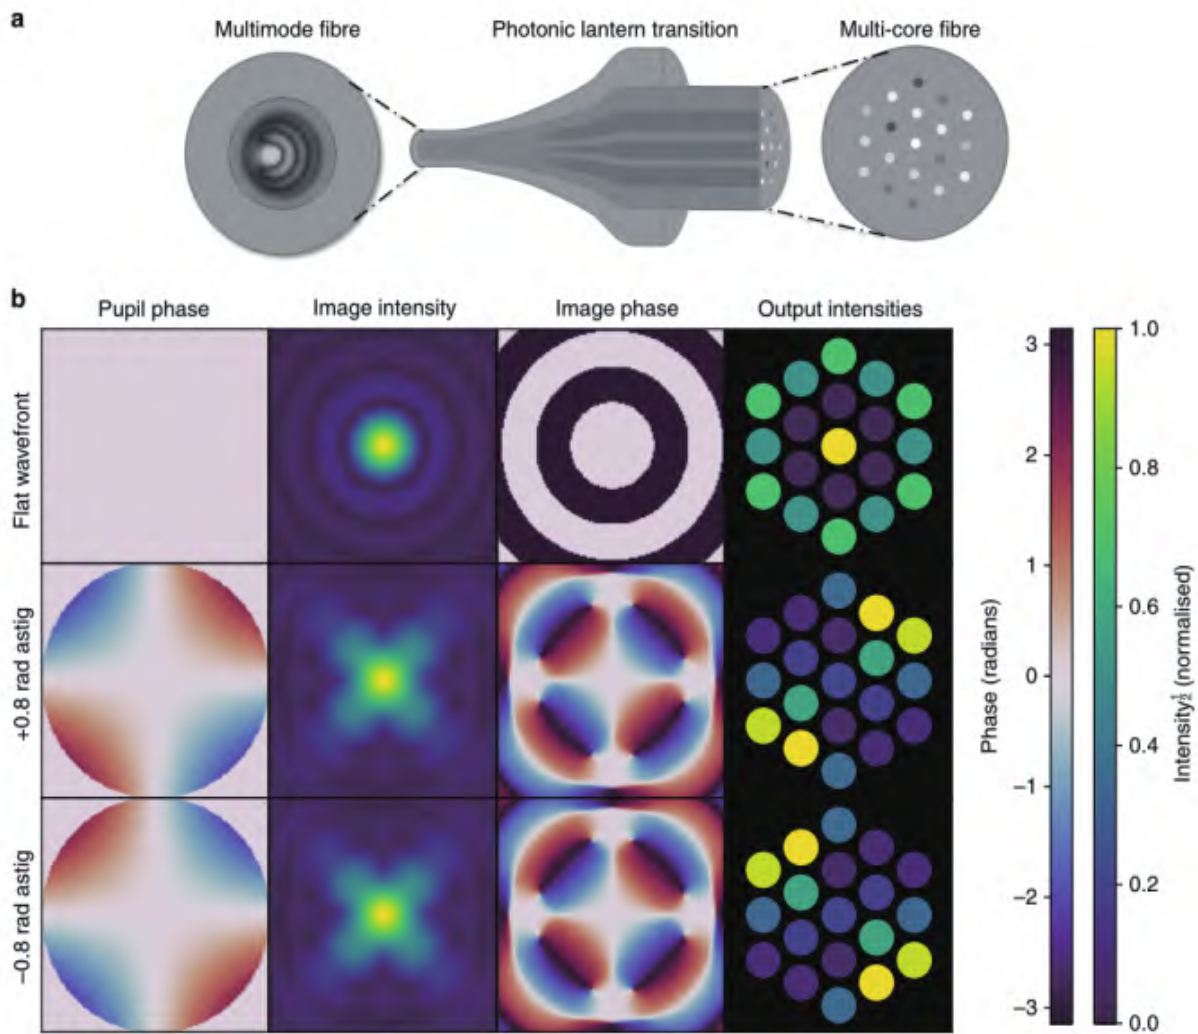 a
Multimode fibre
Photonic lantern transition
Multi-core fibre
b
Pupil phase
Image intensity
Image phase
Output intensities
Flat wavefront
+0.8 rad astig
−0.8 rad astig
3
2
1
0
−1
−2
−3
Phase (radians)
1.0
0.8
0.6
0.4
0.2
0.0
Intensity½ (normalised)